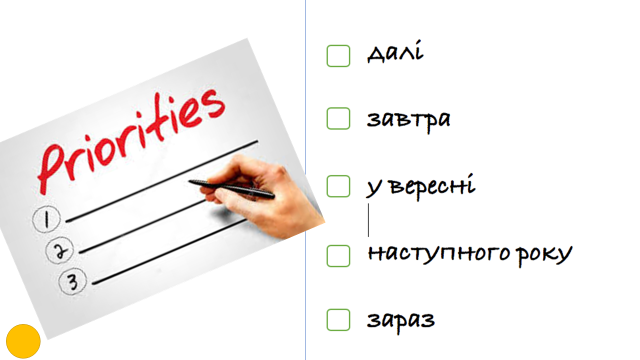 Priorities
1
2
3
далі
завтра
у вересні
наступного року
зараз